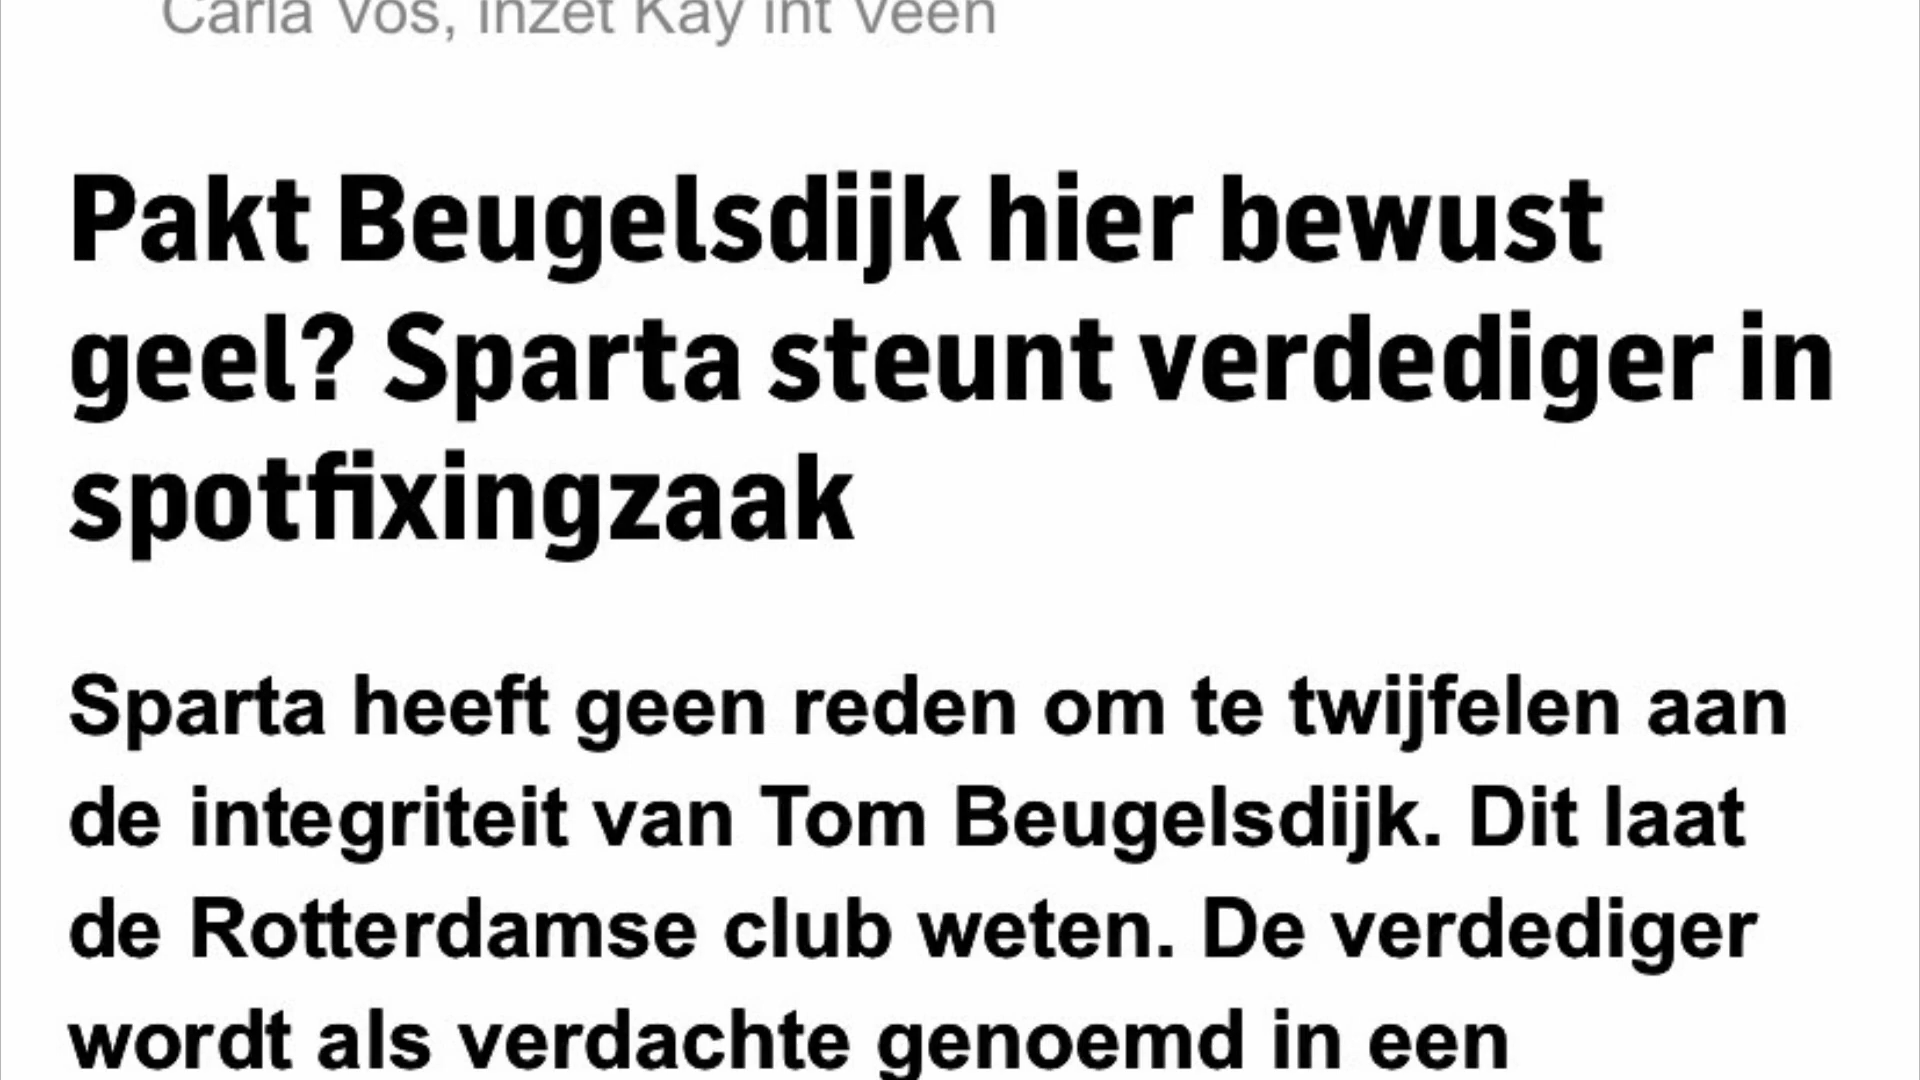 Carla Vos, inzet Kay int Veen
Pakt Beugelsdijk hier bewust
geel? Sparta steunt verdediger in
spotfixingzaak
Sparta heeft geen reden om te twijfelen aan
de integriteit van Tom Beugelsdijk. Dit laat
de Rotterdamse club weten. De verdediger
wordt als verdachte genoemd in een